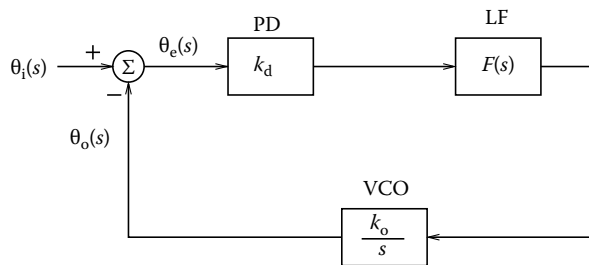 PD
LF
θi(s)
+
Σ
θe(s)
kd
F(s)
−
θo(s)
VCO
ko
s